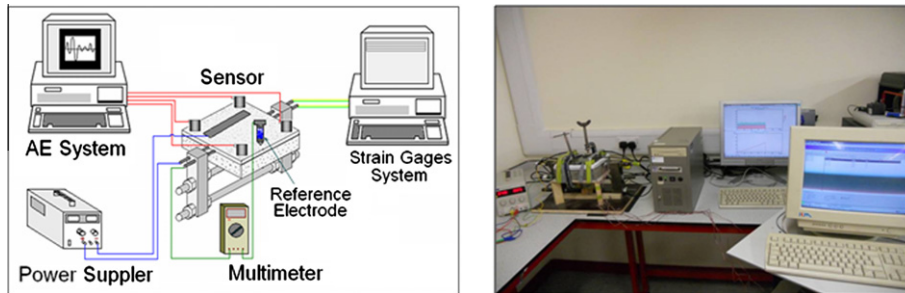 Sensor
AE System
Strain Gages
System
Reference
Electrode
Power Suppler
Multimeter